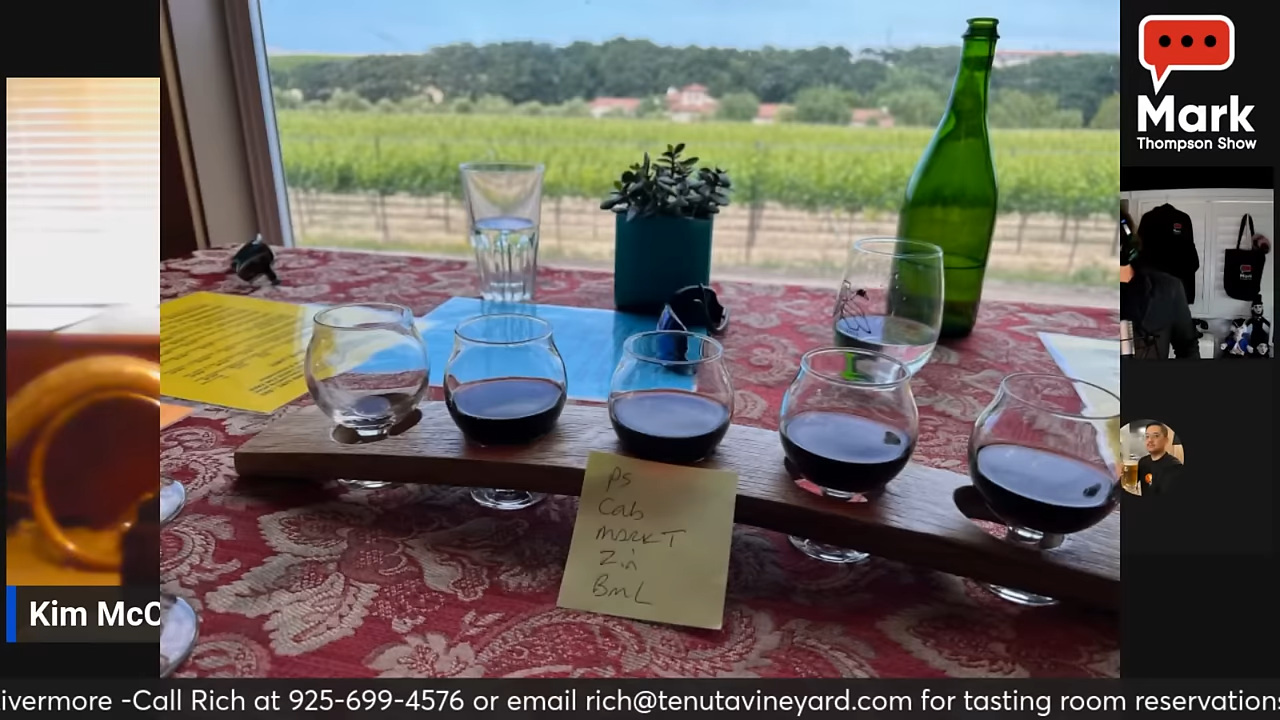 Mark
Thompson Show
PS
Cab
MARKT
Zin
BML
Kim McC
ivermore -Call Rich at 925-699-4576 or email rich@tenutavineyard.com for tasting room reservations